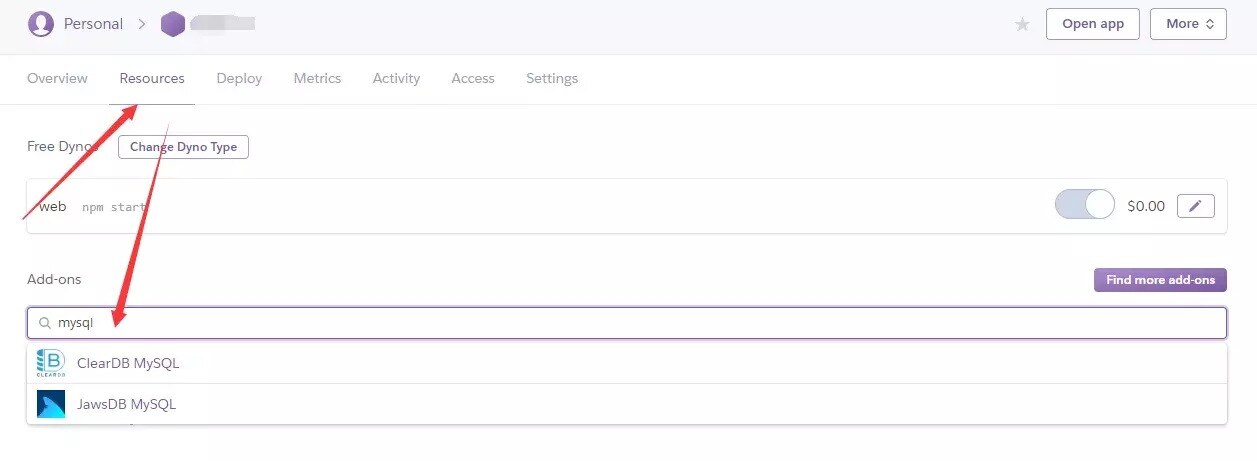 Personal
Open app
More
Overview Resources Deploy Metrics Activity Access Settings
Free Dynos
Change Dyno Type
web npm start
$0.00
Add-ons
Find more add-ons
mysql
B
CLEARDB
ClearDB MySQL
JawsDB MySQL